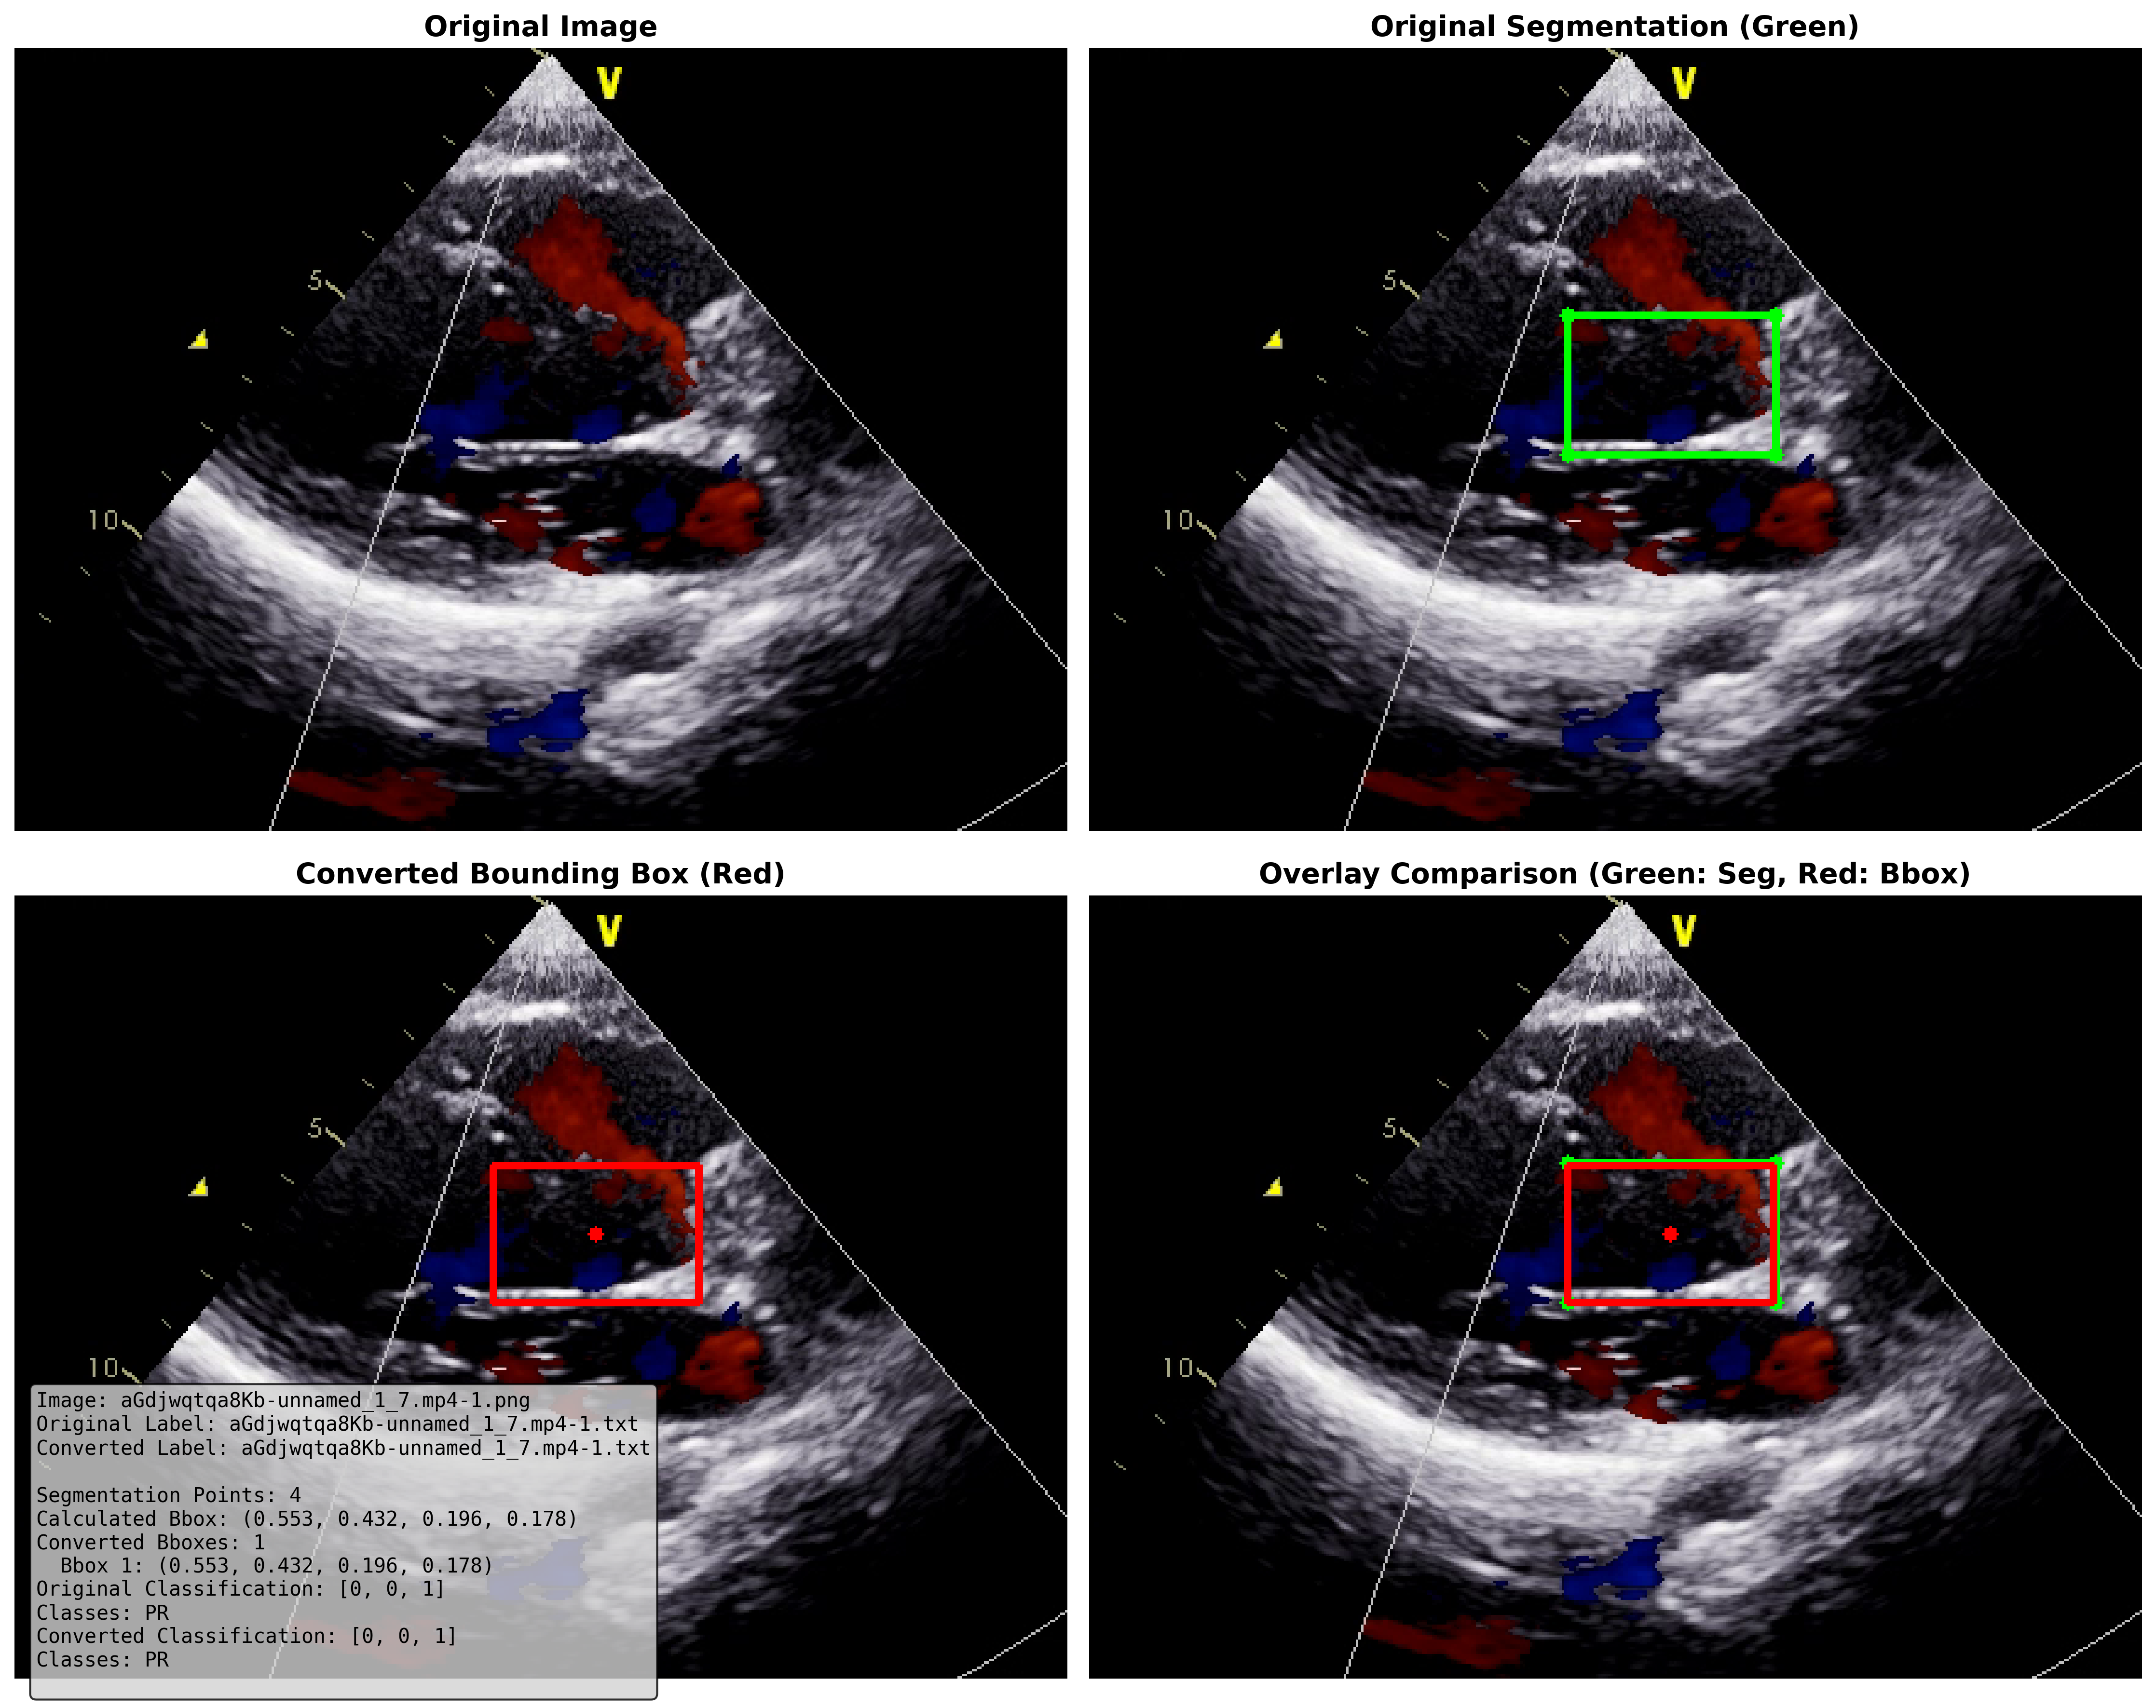 Original Image
Original Segmentation (Green)
V
5
10
V
5
10
Converted Bounding Box (Red)
Overlay Comparison (Green: Seg, Red: Bbox)
V
5
10
V
5
10
Image: aGdjwqtqa8Kb-unnamed_1_7.mp4-1.png
Original Label: aGdjwqtqa8Kb-unnamed_1_7.mp4-1.txt
Converted Label: aGdjwqtqa8Kb-unnamed_1_7.mp4-1.txt
Segmentation Points: 4
Calculated Bbox: (0.553, 0.432, 0.196, 0.178)
Converted Bboxes: 1
Bbox 1: (0.553, 0.432, 0.196, 0.178)
Original Classification: [0, 0, 1]
Classes: PR
Converted Classification: [0, 0, 1]
Classes: PR